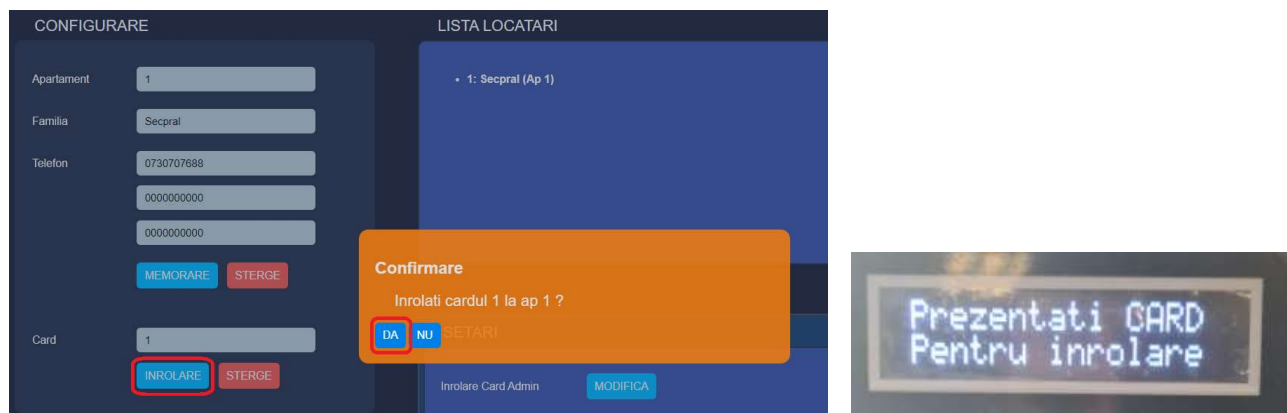 CONFIGURARE
LISTA LOCATARI
Apartament 1
Familia Secpral
Telefon 0730707688
0000000000
0000000000
MEMORARE STERGE
Card 1
INROLARE STERGE
• 1: Secpral (Ap 1)
Confirmare
Inrolati cardul 1 la ap 1 ?
DA NU
SETARI
Inrolare Card Admin MODIFICA
Prezentati CARD
Pentru inrolare